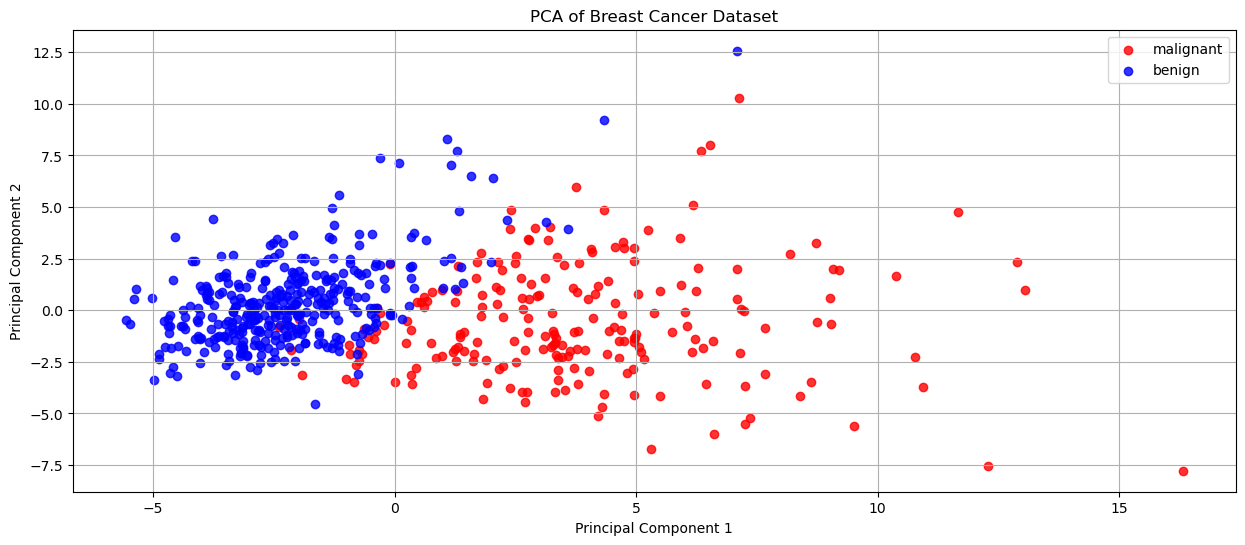 PCA of Breast Cancer Dataset
malignant
benign
12.5
10.0
7.5
5.0
2.5
0.0
−2.5
−5.0
−7.5
Principal Component 2
−5
0
5
10
15
Principal Component 1